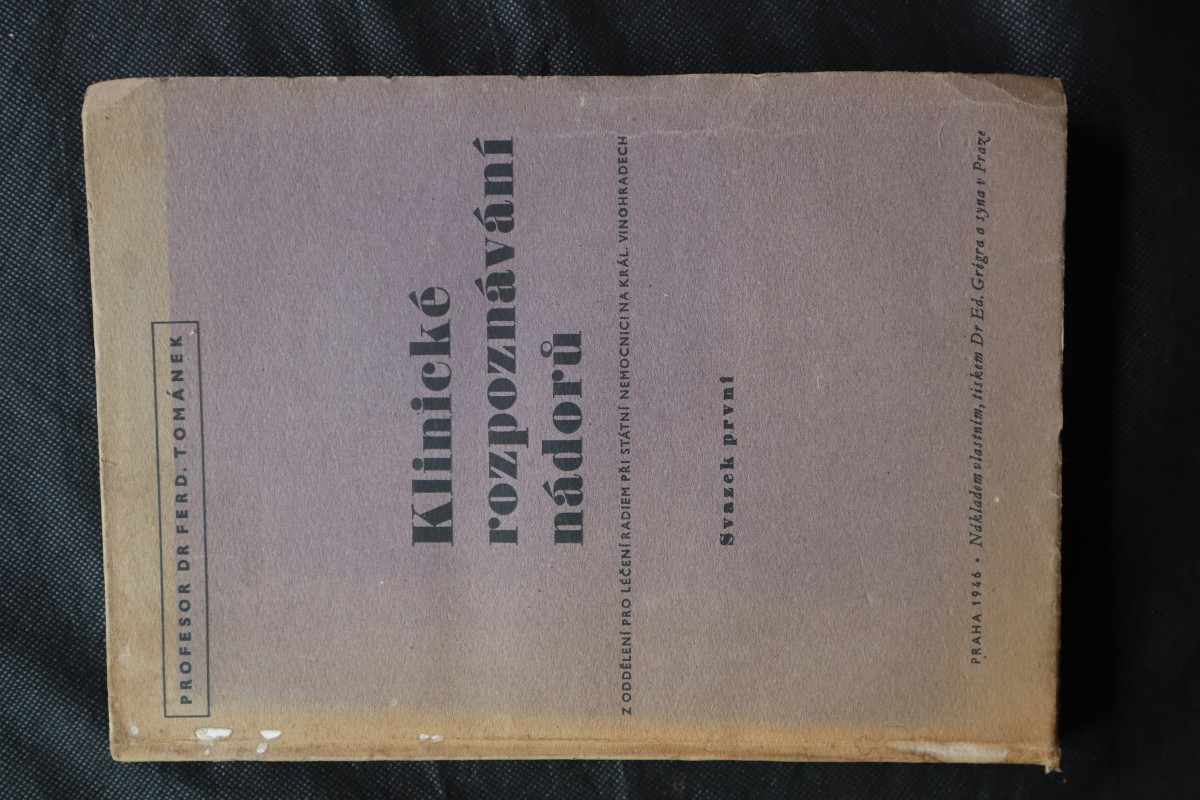 PROFESOR DR FERD. TOMÁNEK
Klinické
rozpoznávání
nádorů
Z ODDĚLENÍ PRO LÉČENÍ RADIEM PŘI STÁTNÍ NEMOCNICI NA KRÁL. VINOHRADECH
Svazek první
PRAHA 1946 • Nákladem vlastním, tiskem Dr Ed. Grégra a syna v Praze